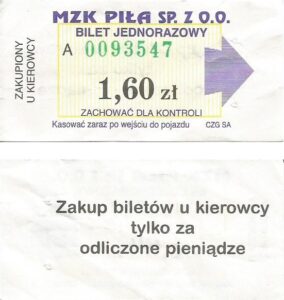 MZK PIŁA SP. Z O.O.
BILET JEDNORAZOWY
A 0093547
ZAKUPIONY
U KIEROWCY
1,60 zł
ZACHOWAĆ DLA KONTROLI
Kasować zaraz po wejściu do pojazdu CZG SA
Zakup biletów u kierowcy
tylko za
odliczone pieniądze